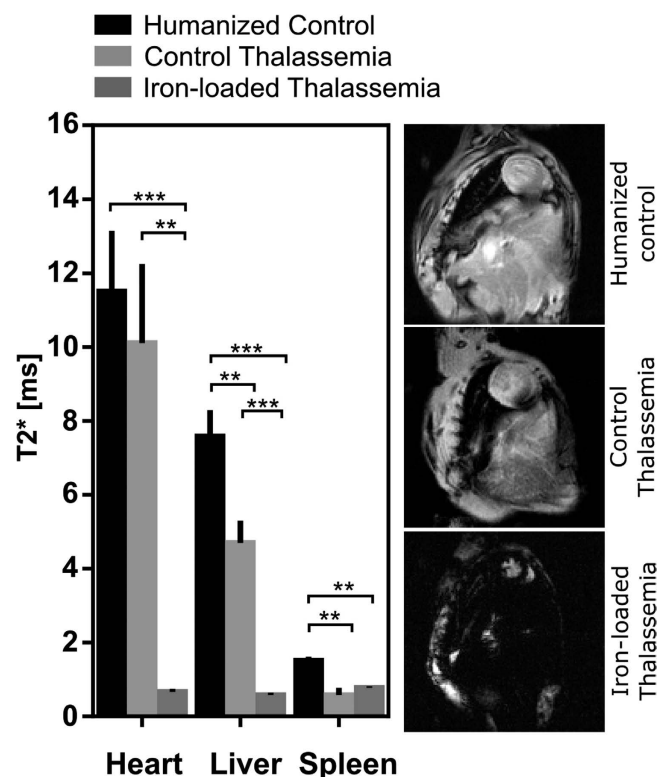 Humanized Control
Control Thalassemia
Iron-loaded Thalassemia
T2* [ms]
16
14
12
10
8
6
4
2
0
***
**
***
**
***
**
**
Heart Liver Spleen
Humanized
control
Control
Thalassemia
Iron-loaded
Thalassemia